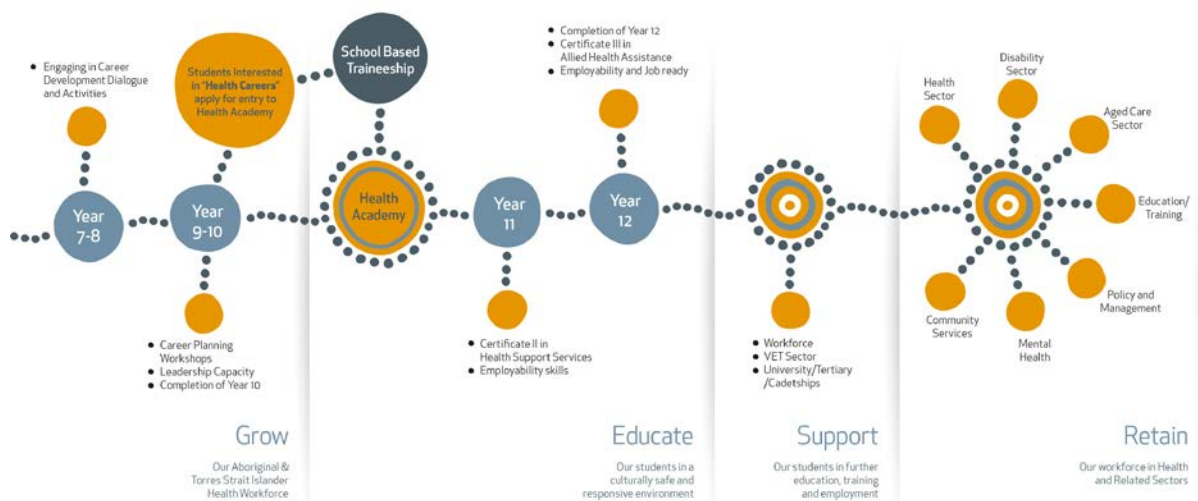 Engaging in Career
Development Dialogue
and Activities
Year
7-8
Students Interested
in "Health Careers"
apply for entry to
Health Academy
Year
9-10
Career Planning
Workshops
Leadership Capacity
Completion of Year 10
Grow
Our Aboriginal &
Torres Strait Islander
Health Workforce
School Based
Traineeship
Health
Academy
Year
11
Certificate II in
Health Support Services
Employability skills
Completion of Year 12
Certificate III in
Allied Health Assistance
Employability and Job ready
Year
12
Educate
Our students in a
culturally safe and
responsive environment
Workforce
VET Sector
University/Tertiary
/Cadetships
Support
Our students in further
education, training
and employment
Health
Sector
Disability
Sector
Aged Care
Sector
Education/
Training
Policy and
Management
Mental
Health
Community
Services
Retain
Our workforce in Health
and Related Sectors